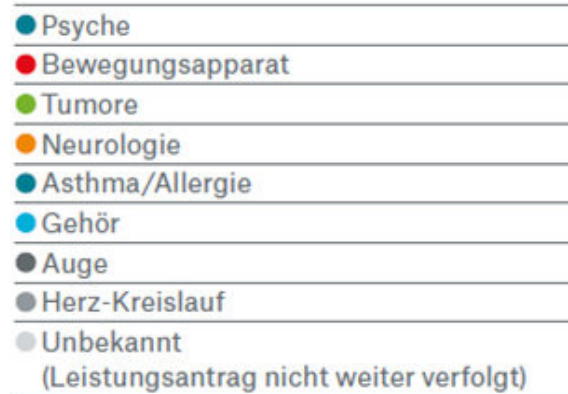 Psyche
Bewegungsapparat
Tumore
Neurologie
Asthma/Allergie
Gehör
Auge
Herz-Kreislauf
Unbekannt
(Leistungsantrag nicht weiter verfolgt)